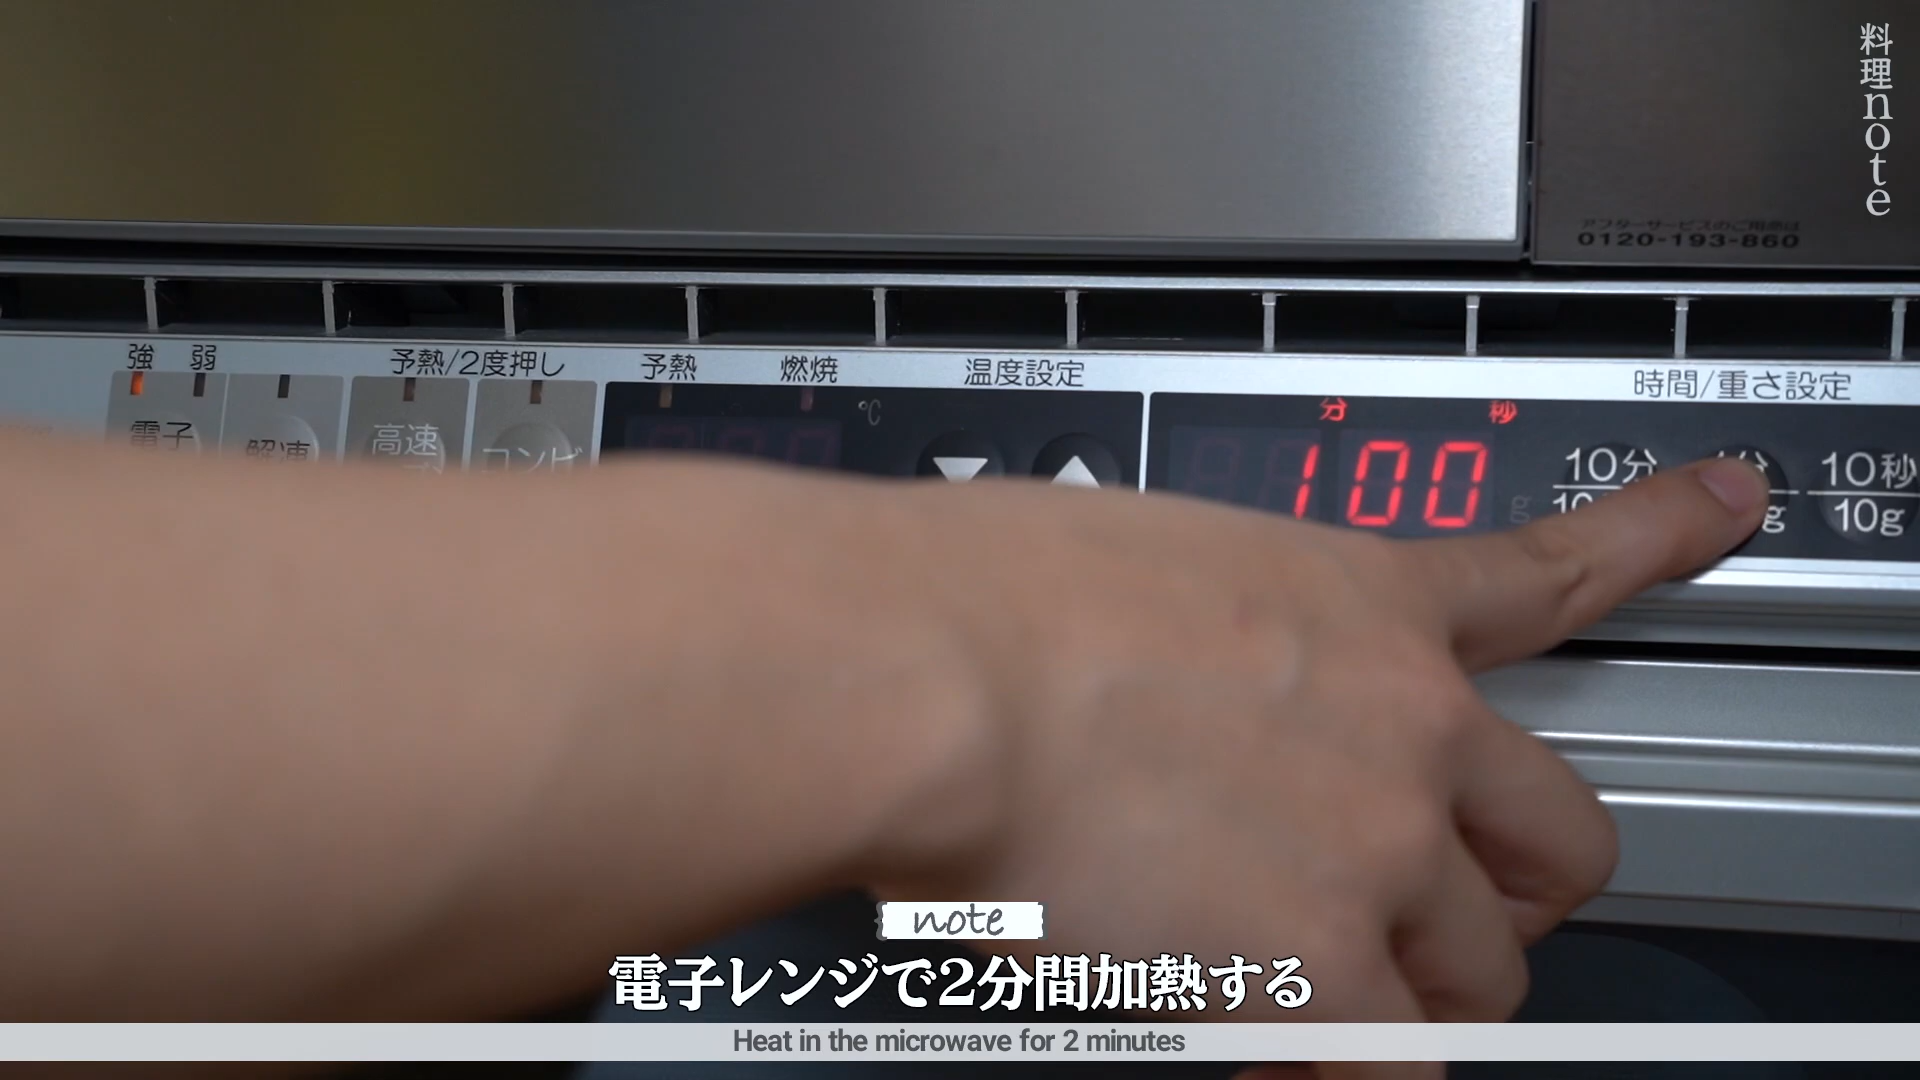 料理note
アフターサービスのご用命は
0120-193-860
強 弱
予熱/2度押し
予熱
燃焼
温度設定
時間/重さ設定
電子
解凍
高速
コンビ
℃
分 秒
100
g
10分
10秒
10g
note
電子レンジで2分間加熱する
Heat in the microwave for 2 minutes